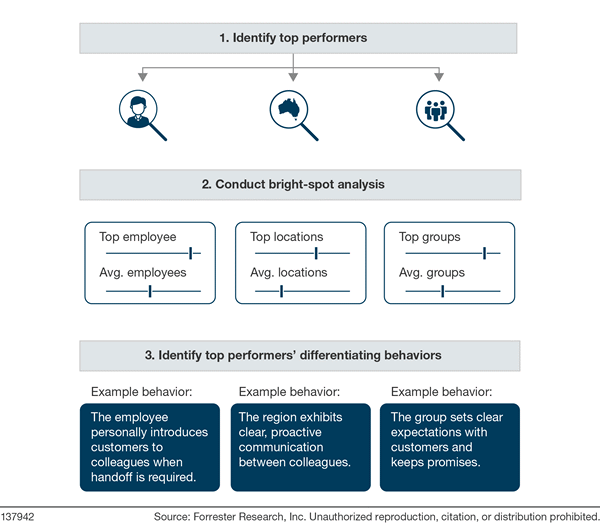 1. Identify top performers
2. Conduct bright-spot analysis
Top employee
Avg. employees
Top locations
Avg. locations
Top groups
Avg. groups
3. Identify top performers’ differentiating behaviors
Example behavior:
The employee
personally introduces
customers to
colleagues when
handoff is required.
Example behavior:
The region exhibits
clear, proactive
communication
between colleagues.
Example behavior:
The group sets clear
expectations with
customers and
keeps promises.
137942
Source: Forrester Research, Inc. Unauthorized reproduction, citation, or distribution prohibited.